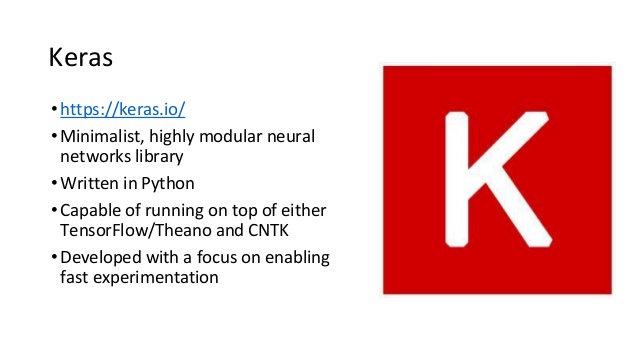 Keras
•https://keras.io/
•Minimalist, highly modular neural
networks library
•Written in Python
•Capable of running on top of either
TensorFlow/Theano and CNTK
•Developed with a focus on enabling
fast experimentation
K